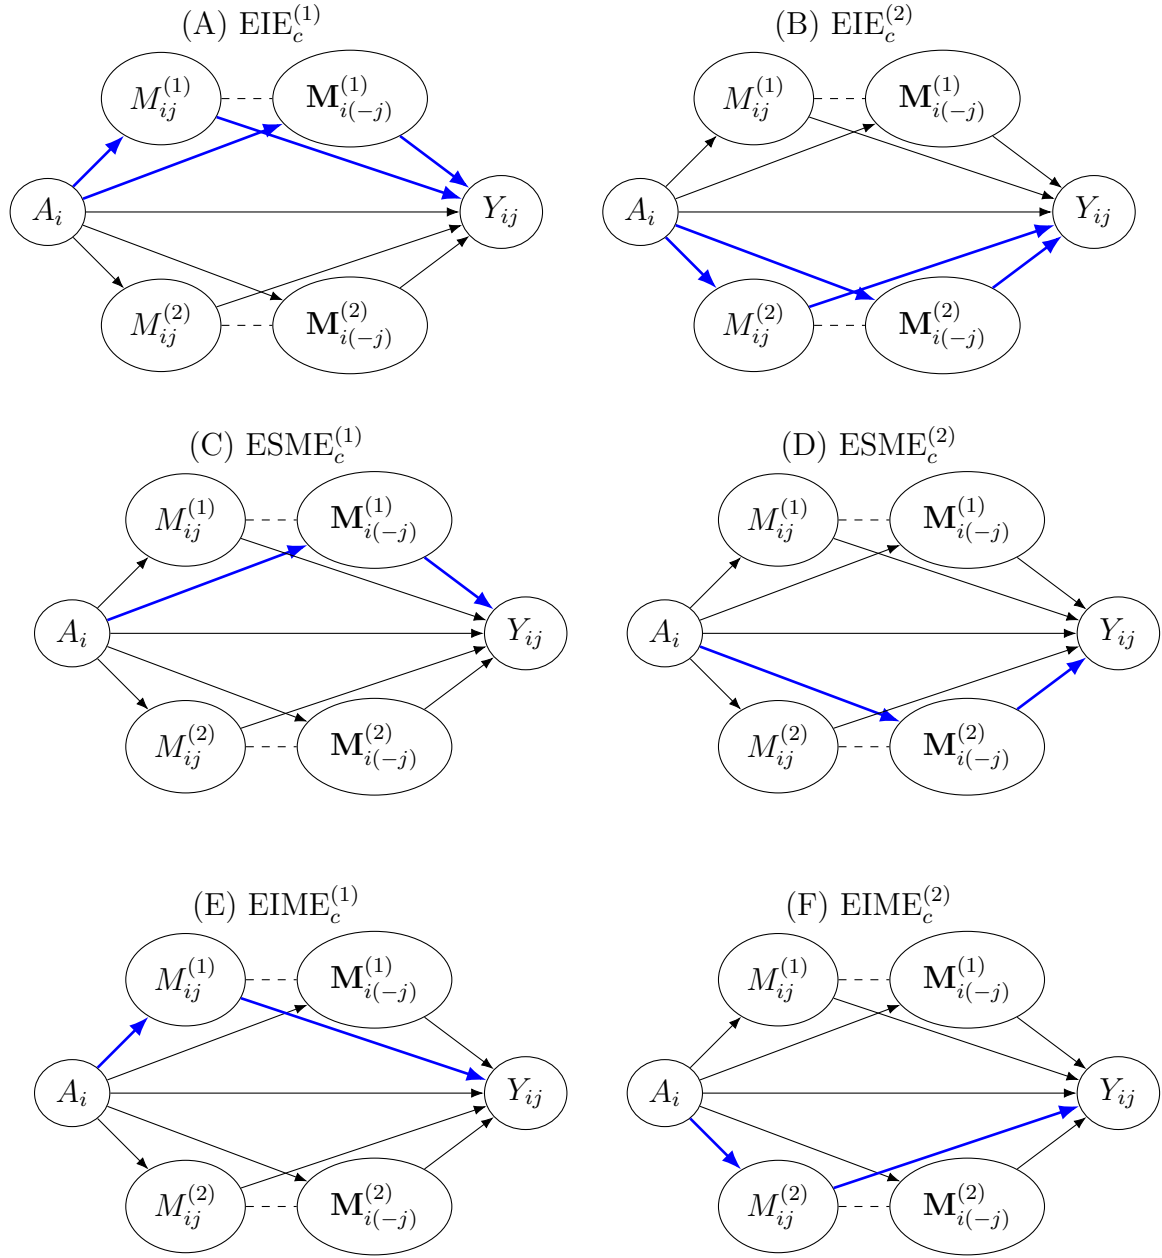 (A) EIE_c^{(1)} (B) EIE_c^{(2)}
M_{ij}^{(1)} M_{i(-j)}^{(1)} M_{ij}^{(1)} M_{i(-j)}^{(1)}
A_i Y_{ij} A_i Y_{ij}
M_{ij}^{(2)} M_{i(-j)}^{(2)} M_{ij}^{(2)} M_{i(-j)}^{(2)}
(C) ESME_c^{(1)} (D) ESME_c^{(2)}
M_{ij}^{(1)} M_{i(-j)}^{(1)} M_{ij}^{(1)} M_{i(-j)}^{(1)}
A_i Y_{ij} A_i Y_{ij}
M_{ij}^{(2)} M_{i(-j)}^{(2)} M_{ij}^{(2)} M_{i(-j)}^{(2)}
(E) EIME_c^{(1)} (F) EIME_c^{(2)}
M_{ij}^{(1)} M_{i(-j)}^{(1)} M_{ij}^{(1)} M_{i(-j)}^{(1)}
A_i Y_{ij} A_i Y_{ij}
M_{ij}^{(2)} M_{i(-j)}^{(2)} M_{ij}^{(2)} M_{i(-j)}^{(2)}